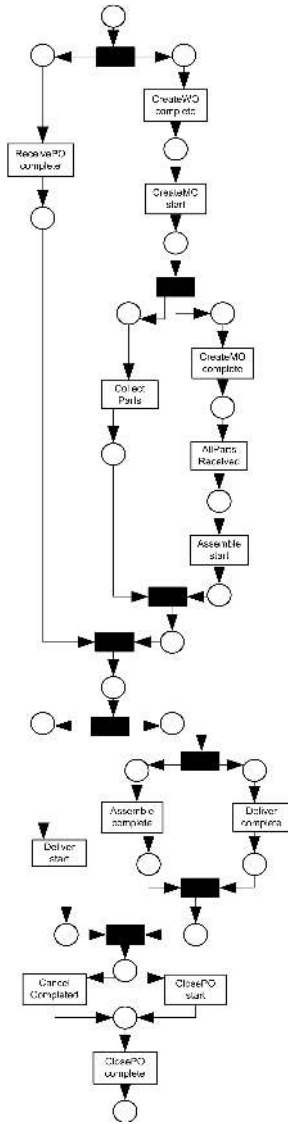 CreateWO
complete
ReceivePO
complete
CreateMO
start
CreateMO
complete
Collect
Parts
AllParts
Received
Assemble
start
Assemble
complete
Deliver
complete
Deliver
start
Cancel
Completed
ClosePO
start
ClosePO
complete